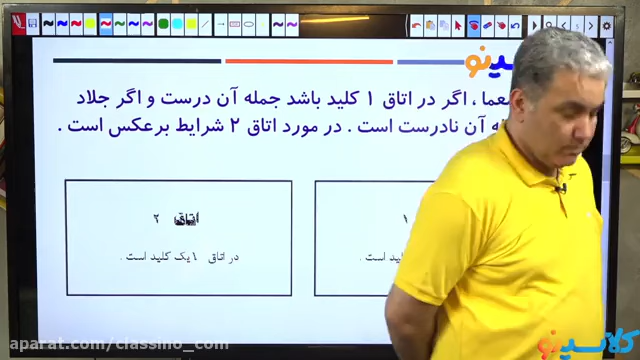 نو
معما ، اگر در اتاق ۱ کلید باشد جمله آن درست و اگر جلاد
آن نادرست است . در مورد اتاق ۲ شرایط برعکس است .
۱
است .
اتاق ۲
در اتاق ۱ یک کلید است .
aparat.com/classino_com
کلاسینو